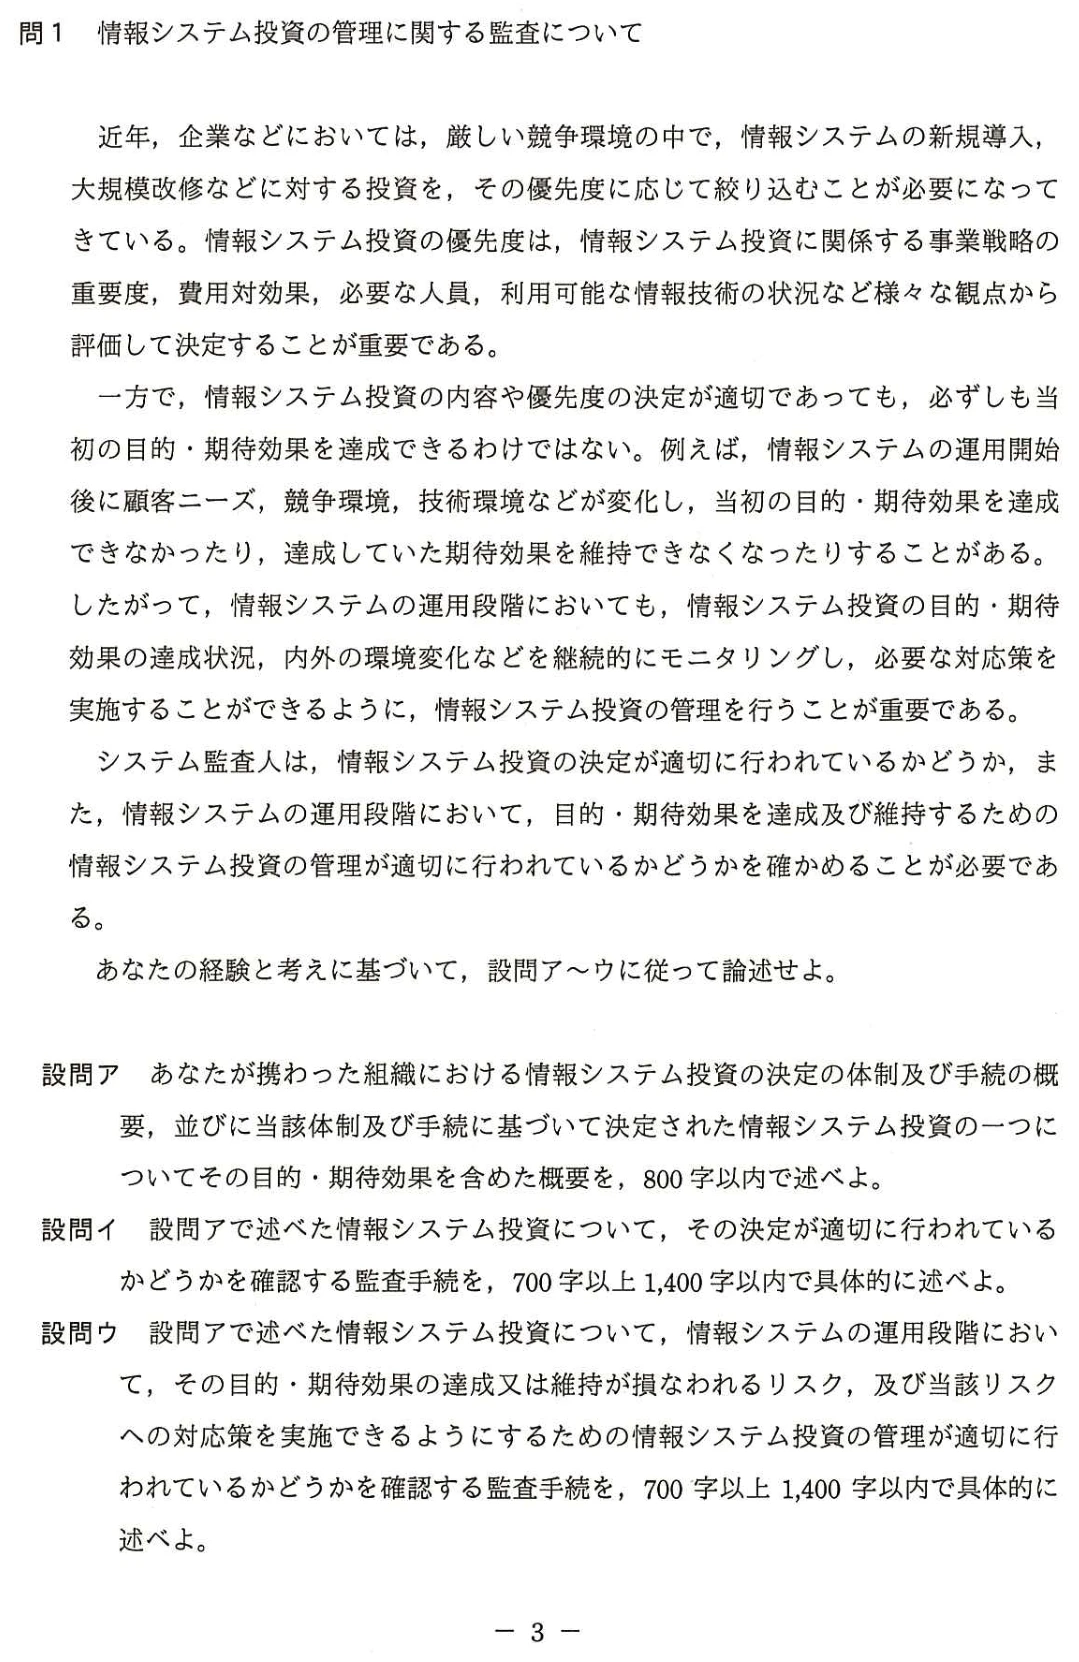 問1 情報システム投資の管理に関する監査について
近年，企業などにおいては，厳しい競争環境の中で，情報システムの新規導入，
大規模改修などに対する投資を，その優先度に応じて絞り込むことが必要になって
きている。情報システム投資の優先度は，情報システム投資に関係する事業戦略の
重要度，費用対効果，必要な人員，利用可能な情報技術の状況など様々な観点から
評価して決定することが重要である。
一方で，情報システム投資の内容や優先度の決定が適切であっても，必ずしも当
初の目的・期待効果を達成できるわけではない。例えば，情報システムの運用開始
後に顧客ニーズ，競争環境，技術環境などが変化し，当初の目的・期待効果を達成
できなかったり，達成していた期待効果を維持できなくなったりすることがある。
したがって，情報システムの運用段階においても，情報システム投資の目的・期待
効果の達成状況，内外の環境変化などを継続的にモニタリングし，必要な対応策を
実施することができるように，情報システム投資の管理を行うことが重要である。
システム監査人は，情報システム投資の決定が適切に行われているかどうか，ま
た，情報システムの運用段階において，目的・期待効果を達成及び維持するための
情報システム投資の管理が適切に行われているかどうかを確かめることが必要であ
る。
あなたの経験と考えに基づいて，設問ア～ウに従って論述せよ。
設問ア あなたが携わった組織における情報システム投資の決定の体制及び手続の概
要，並びに当該体制及び手続に基づいて決定された情報システム投資の一つに
ついてその目的・期待効果を含めた概要を，800字以内で述べよ。
設問イ 設問アで述べた情報システム投資について，その決定が適切に行われている
かどうかを確認する監査手続を，700字以上1,400字以内で具体的に述べよ。
設問ウ 設問アで述べた情報システム投資について，情報システムの運用段階におい
て，その目的・期待効果の達成又は維持が損なわれるリスク，及び当該リスク
への対応策を実施できるようにするための情報システム投資の管理が適切に行
われているかどうかを確認する監査手続を，700字以上1,400字以内で具体的に
述べよ。
－ 3 －